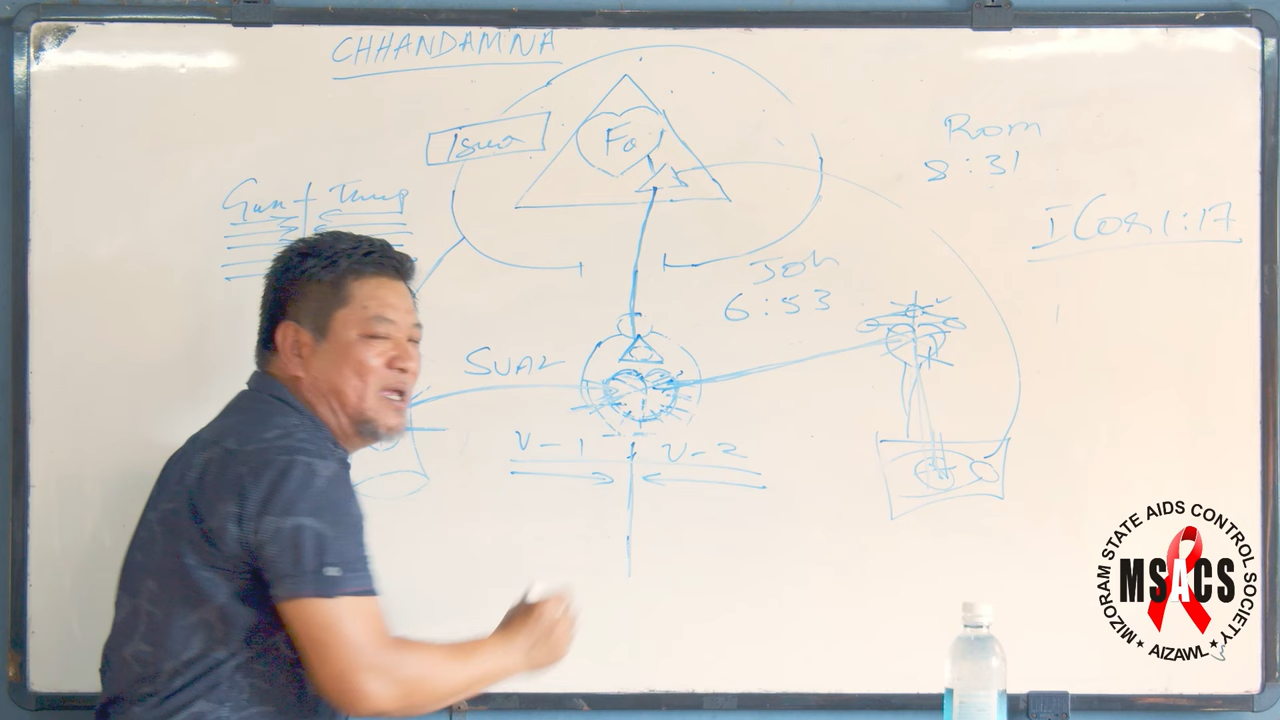 CHHANDAMNA
Isua
Fa
Rom
8:31
I Cor 1:17
Joh
6:53
SUAL
V-1
V-2
MIZORAM STATE AIDS CONTROL SOCIETY
MSACS
AIZAWL